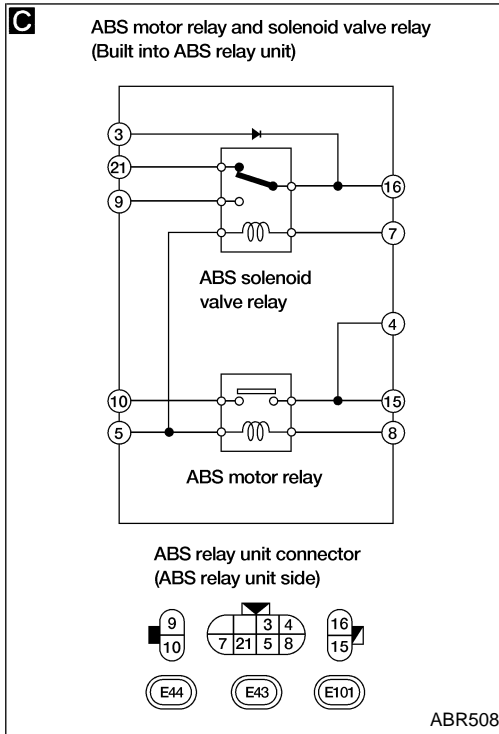 C
ABS motor relay and solenoid valve relay
(Built into ABS relay unit)
3
21
16
9
7
ABS solenoid
valve relay
4
10
15
5
8
ABS motor relay
ABS relay unit connector
(ABS relay unit side)
9 3 4 16
10 7 21 5 8 15
E44 E43 E101
ABR508